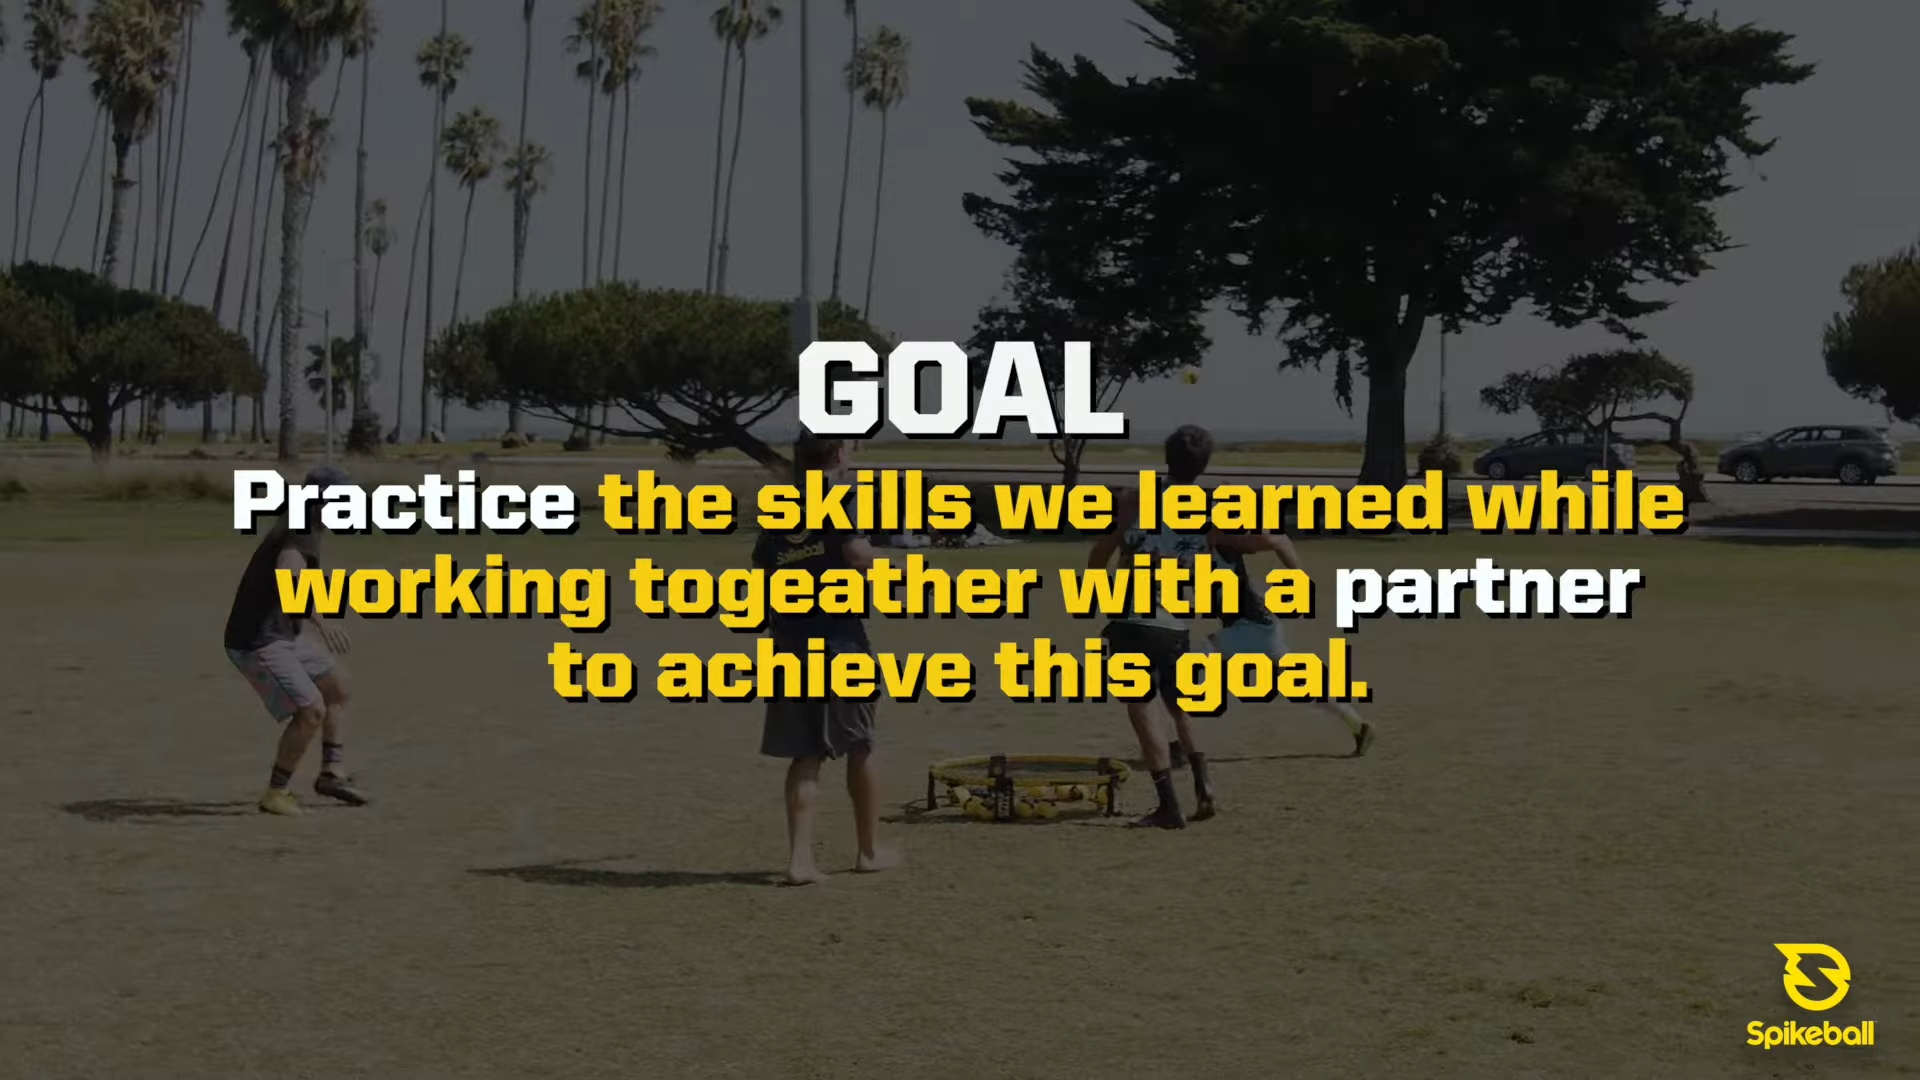 GOAL
Practice the skills we learned while
working togeather with a partner
to achieve this goal.
Spikeball